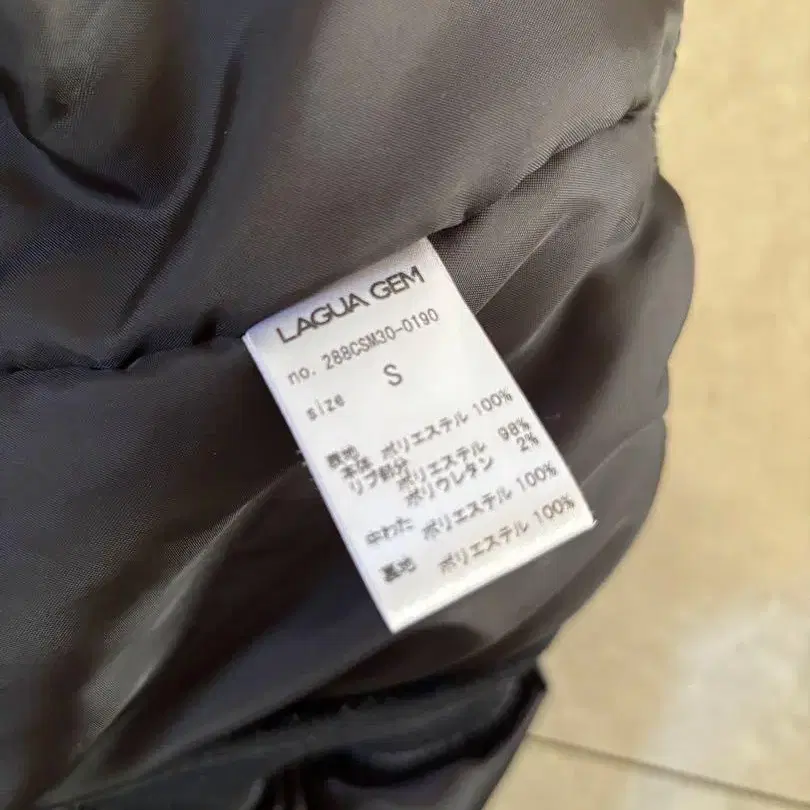 LAGUA GEM
no. 288CSM30-0190
size S
表地
本体 ポリエステル 100%
リブ部分 ポリエステル 98%
ポリウレタン 2%
中わた ポリエステル 100%
裏地 ポリエステル 100%